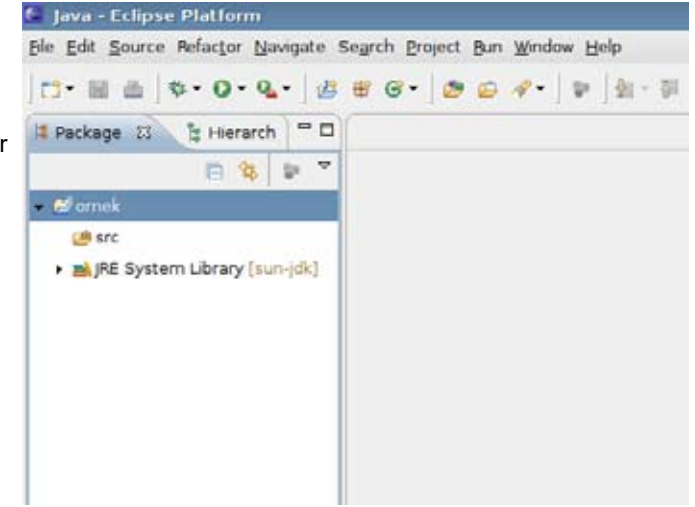 Java - Eclipse Platform
File Edit Source Refactor Navigate Search Project Run Window Help
Package Hierarch
r
ornek
src
JRE System Library [sun-jdk]